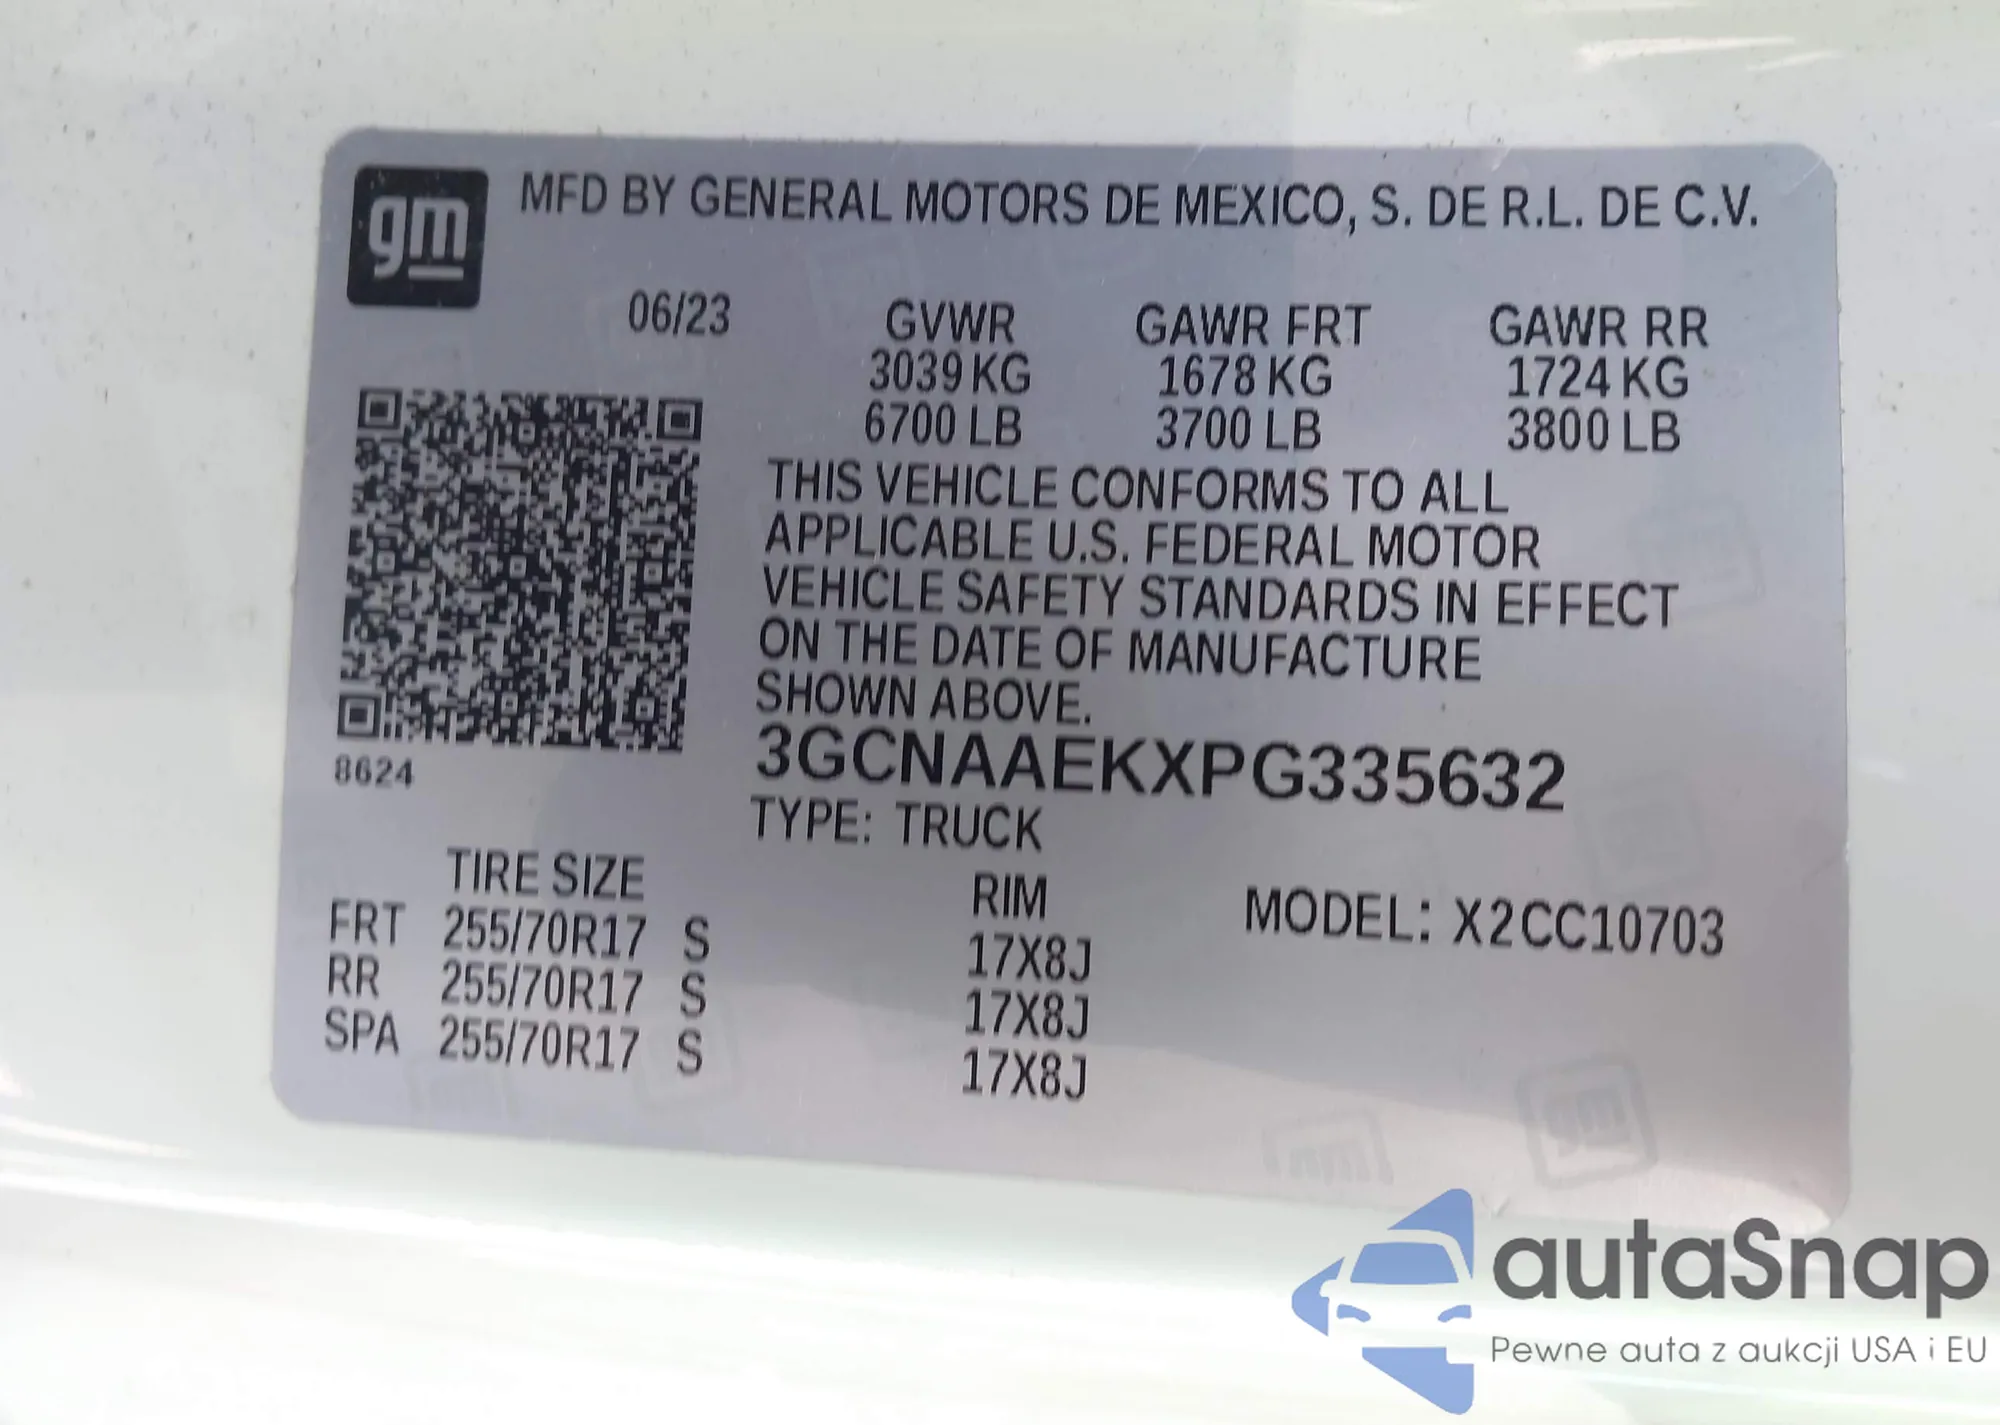 gm
MFD BY GENERAL MOTORS DE MEXICO, S. DE R.L. DE C.V.
06/23 GVWR GAWR FRT GAWR RR
3039 KG 1678 KG 1724 KG
6700 LB 3700 LB 3800 LB
THIS VEHICLE CONFORMS TO ALL
APPLICABLE U.S. FEDERAL MOTOR
VEHICLE SAFETY STANDARDS IN EFFECT
ON THE DATE OF MANUFACTURE
SHOWN ABOVE.
3GCNAAEKXPG335632
8624
TYPE: TRUCK
TIRE SIZE RIM MODEL: X2CC10703
FRT 255/70R17 S 17X8J
RR 255/70R17 S 17X8J
SPA 255/70R17 S 17X8J
autaSnap
Pewne auta z aukcji USA i EU